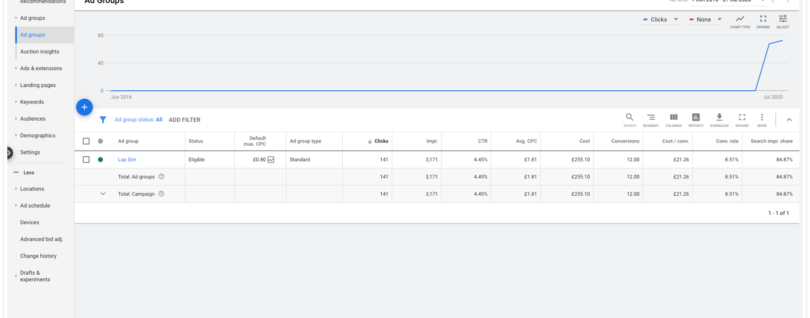 Recommendations
Ad Groups
Ad groups
Ad groups
Auction insights
Ads & extensions
Landing pages
Keywords
Audiences
Demographics
Settings
Less
Locations
Ad schedule
Devices
Advanced bid adj.
Change history
Drafts &
experiments
Clicks
None
CHART TYPE
EXPAND
ADJUST
60
40
0
Jun 2016
Jul 2020
Ad group status: All
ADD FILTER
SEARCH
SEGMENT
COLUMNS
REPORTS
DOWNLOAD
EXPAND
MORE
Ad group Status Default max. CPC Ad group type Clicks Impr. CTR Avg. CPC Cost Conversions Cost / conv. Conv. rate Search impr. share
Lap Sim Eligible £0.80 Standard 141 3,171 4.45% £1.81 £255.10 12.00 £21.26 8.51% 84.87%
Total: Ad groups 141 3,171 4.45% £1.81 £255.10 12.00 £21.26 8.51% 84.87%
Total: Campaign 141 3,171 4.45% £1.81 £255.10 12.00 £21.26 8.51% 84.87%
1 - 1 of 1